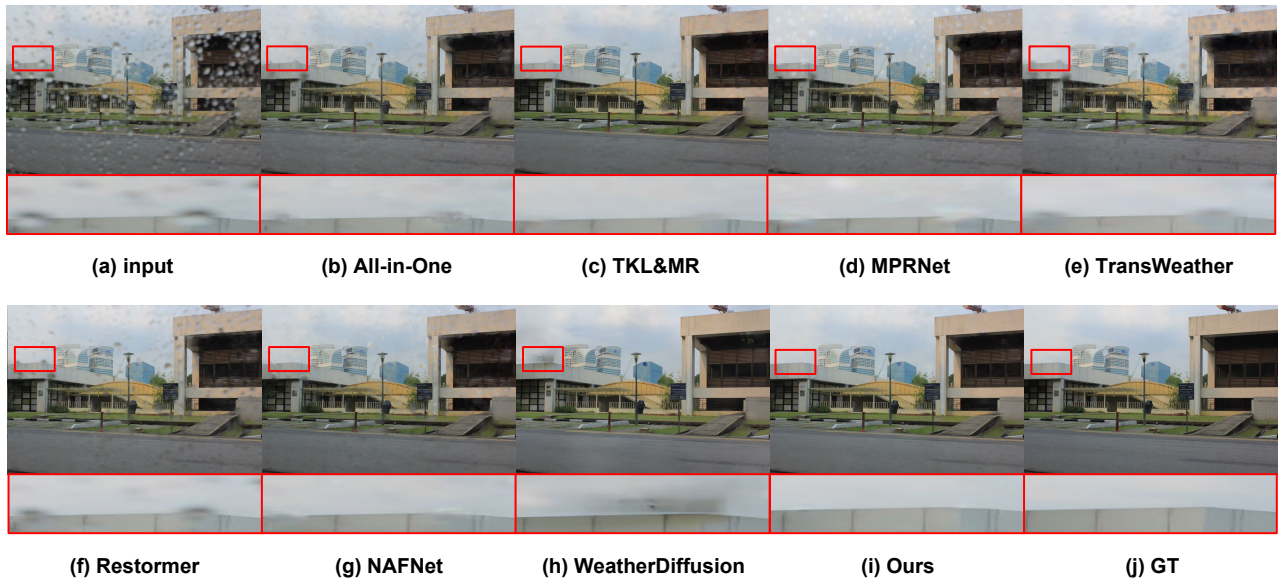 (a) input
(b) All-in-One
(c) TKL&MR
(d) MPRNet
(e) TransWeather
(f) Restormer
(g) NAFNet
(h) WeatherDiffusion
(i) Ours
(j) GT